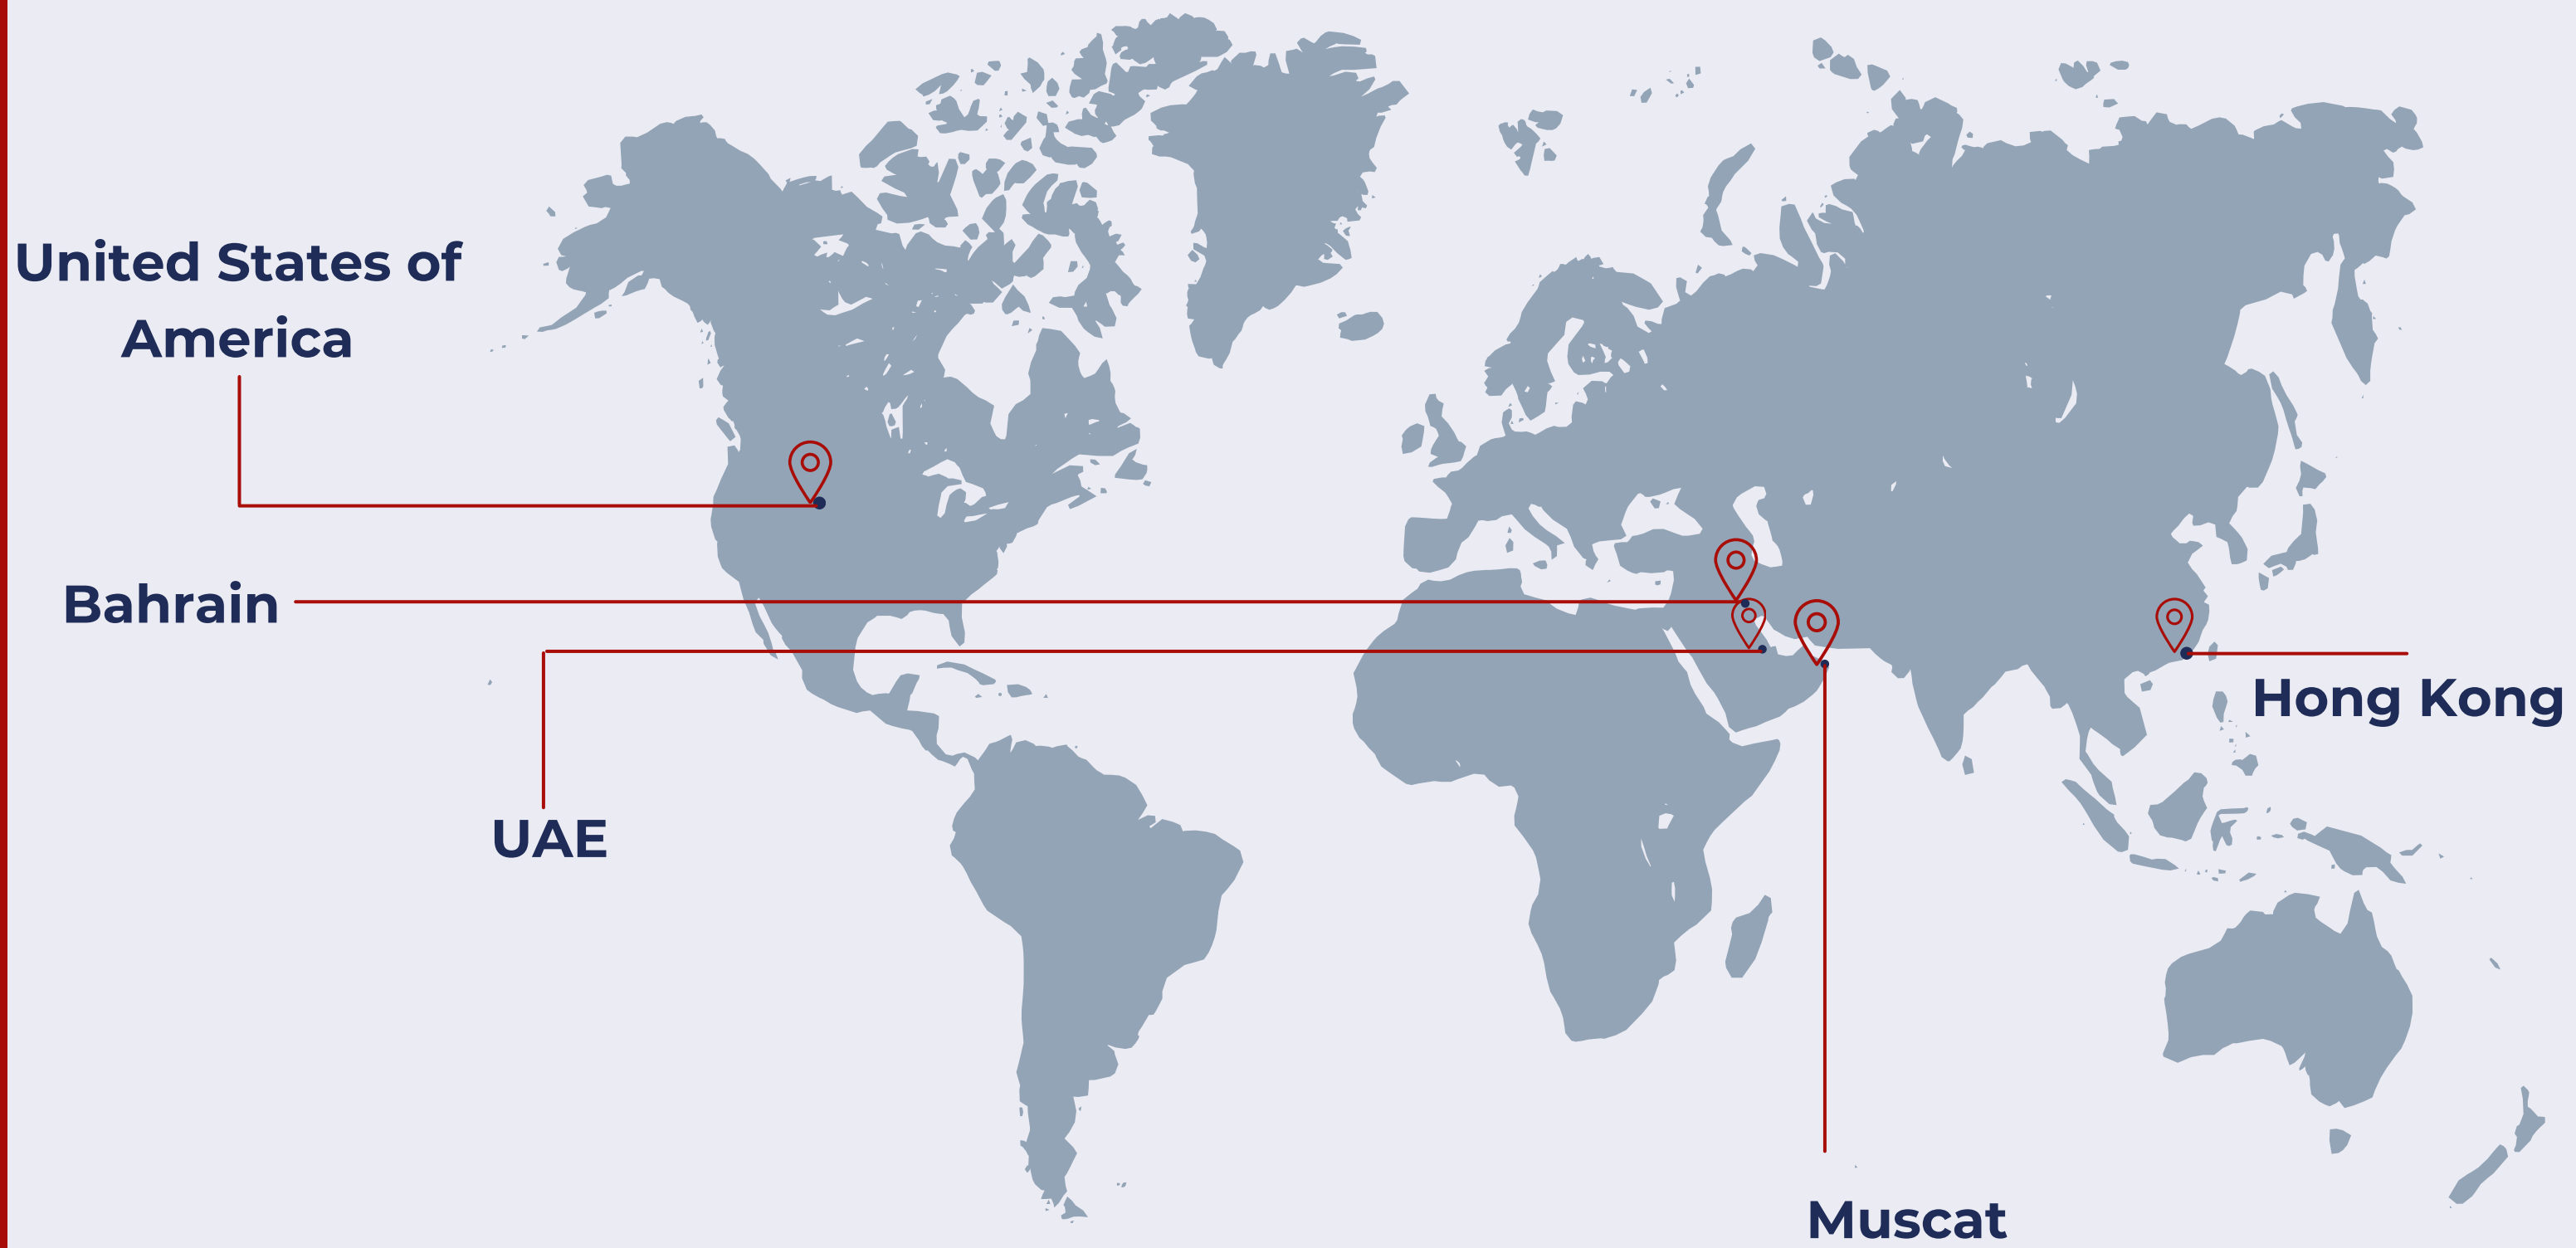 United States of
America
Bahrain
Hong Kong
UAE
Muscat